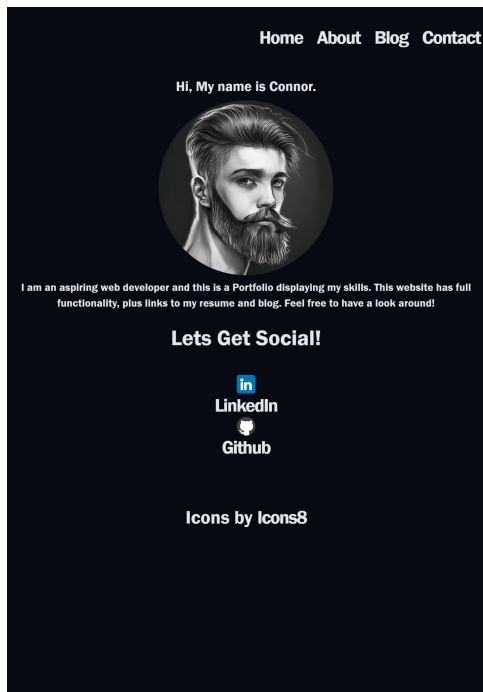 Home About Blog Contact
Hi, My name is Connor.
I am an aspiring web developer and this is a Portfolio displaying my skills. This website has full
functionality, plus links to my resume and blog. Feel free to have a look around!
Lets Get Social!
in
LinkedIn
Github
Icons by Icons8